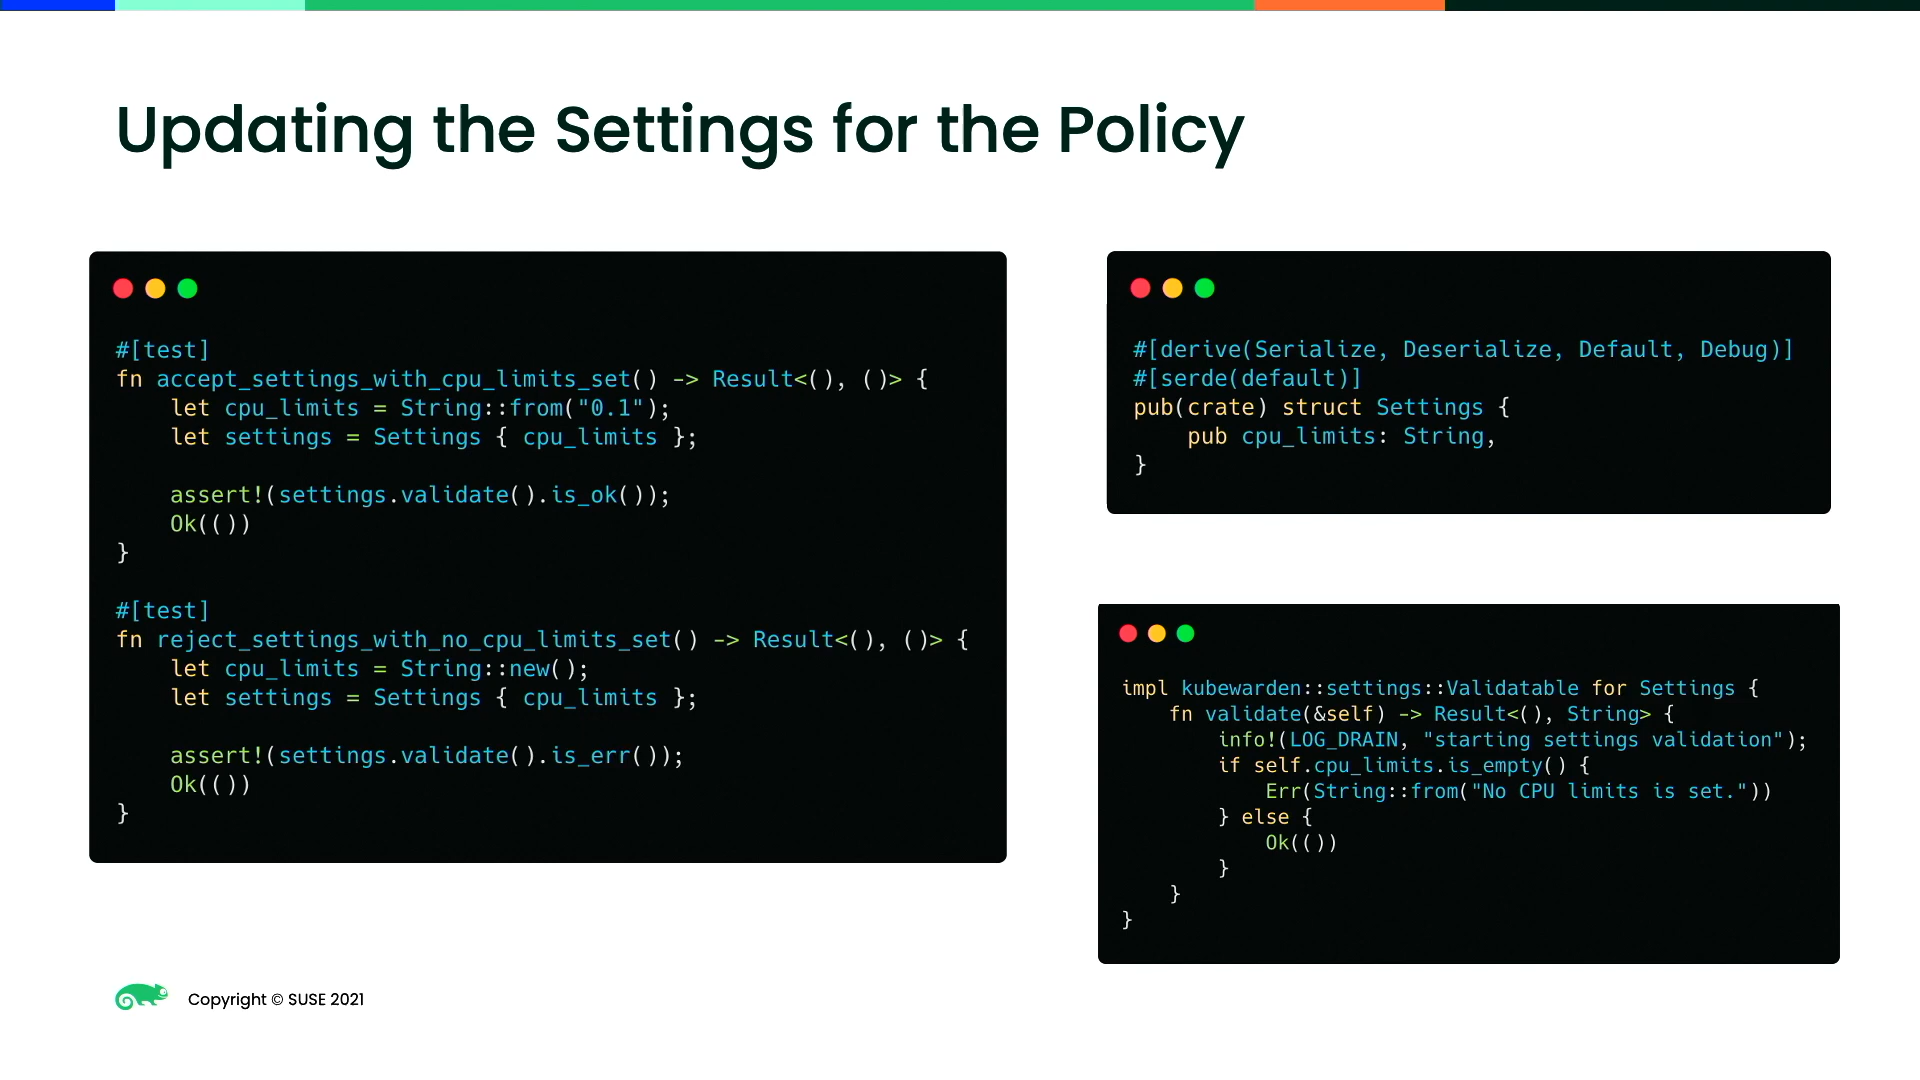 Updating the Settings for the Policy
#[test]
fn accept_settings_with_cpu_limits_set() -> Result<(), ()> {
    let cpu_limits = String::from("0.1");
    let settings = Settings { cpu_limits };

    assert!(settings.validate().is_ok());
    Ok(())
}

#[test]
fn reject_settings_with_no_cpu_limits_set() -> Result<(), ()> {
    let cpu_limits = String::new();
    let settings = Settings { cpu_limits };

    assert!(settings.validate().is_err());
    Ok(())
}
#[derive(Serialize, Deserialize, Default, Debug)]
#[serde(default)]
pub(crate) struct Settings {
    pub cpu_limits: String,
}
impl kubewarden::settings::Validatable for Settings {
    fn validate(&self) -> Result<(), String> {
        info!(LOG_DRAIN, "starting settings validation");
        if self.cpu_limits.is_empty() {
            Err(String::from("No CPU limits is set."))
        } else {
            Ok(())
        }
    }
}
Copyright © SUSE 2021